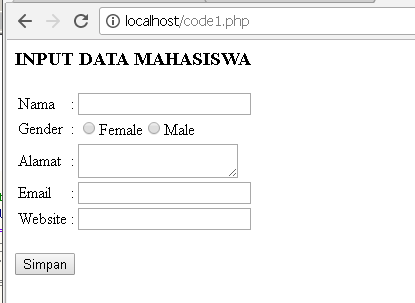 localhost/code1.php
INPUT DATA MAHASISWA
Nama :
Gender : Female Male
Alamat :
Email :
Website :
Simpan